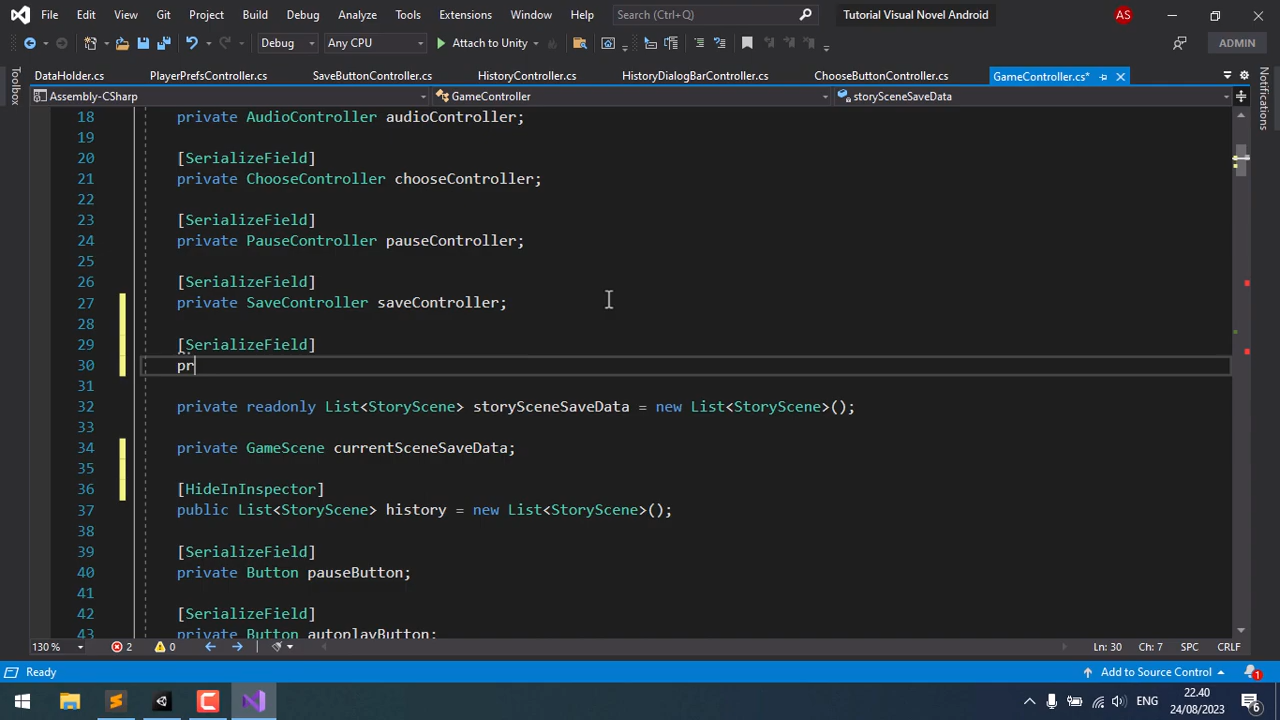 File Edit View Git Project Build Debug Analyze Tools Extensions Window Help Search (Ctrl+Q) Tutorial Visual Novel Android AS
Debug Any CPU Attach to Unity ADMIN
DataHolder.cs PlayerPrefsController.cs SaveButtonController.cs HistoryController.cs HistoryDialogBarController.cs ChooseButtonController.cs GameController.cs*
Assembly-CSharp GameController storySceneSaveData
Toolbox
Notifications
18 private AudioController audioController;
19
20 [SerializeField]
21 private ChooseController chooseController;
22
23 [SerializeField]
24 private PauseController pauseController;
25
26 [SerializeField]
27 private SaveController saveController;
28
29 [SerializeField]
30 pr
31
32 private readonly List<StoryScene> storySceneSaveData = new List<StoryScene>();
33
34 private GameScene currentSceneSaveData;
35
36 [HideInInspector]
37 public List<StoryScene> history = new List<StoryScene>();
38
39 [SerializeField]
40 private Button pauseButton;
41
42 [SerializeField]
43 private Button autoplayButton;
130 % 2 0 Ln: 30 Ch: 7 SPC CRLF
Ready Add to Source Control 1
ENG 22.40 24/08/2023 6